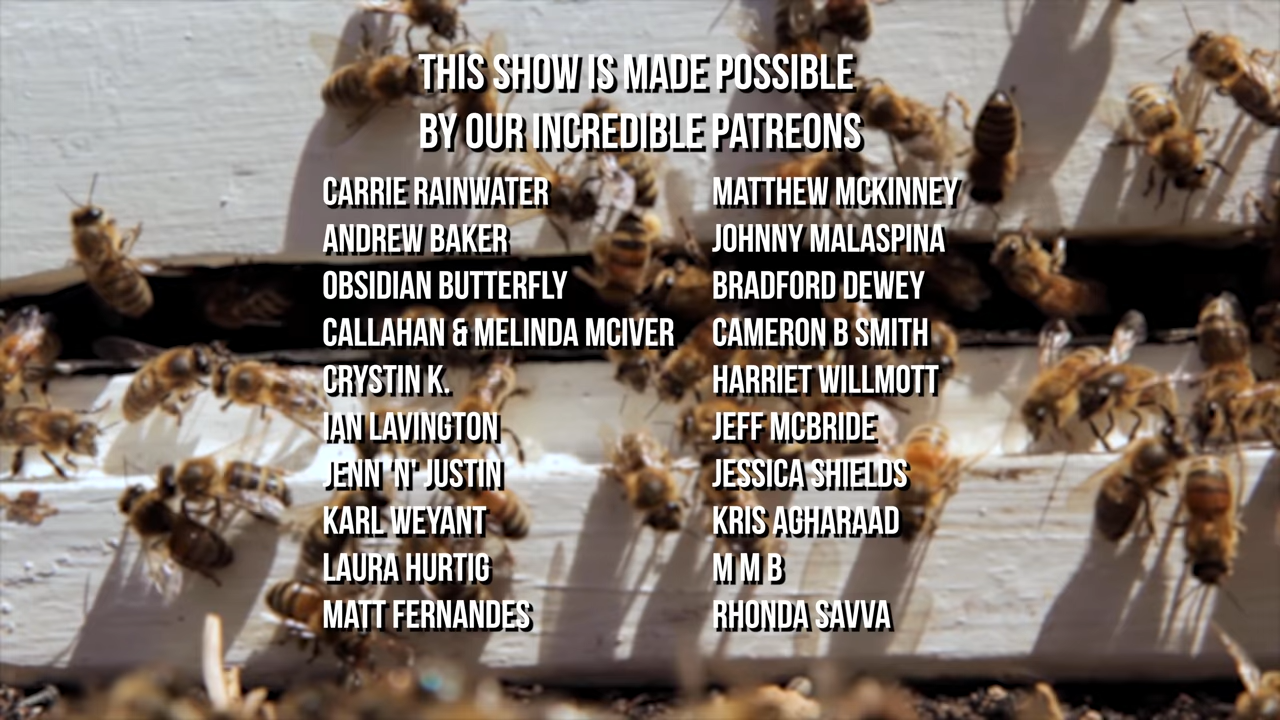 THIS SHOW IS MADE POSSIBLE
BY OUR INCREDIBLE PATREONS
CARRIE RAINWATER
ANDREW BAKER
OBSIDIAN BUTTERFLY
CALLAHAN & MELINDA MCIVER
CRYSTIN K.
IAN LAVINGTON
JENN 'N' JUSTIN
KARL WEYANT
LAURA HURTIG
MATT FERNANDES
MATTHEW MCKINNEY
JOHNNY MALASPINA
BRADFORD DEWEY
CAMERON B SMITH
HARRIET WILLMOTT
JEFF MCBRIDE
JESSICA SHIELDS
KRIS AGHARAAD
M M B
RHONDA SAVVA